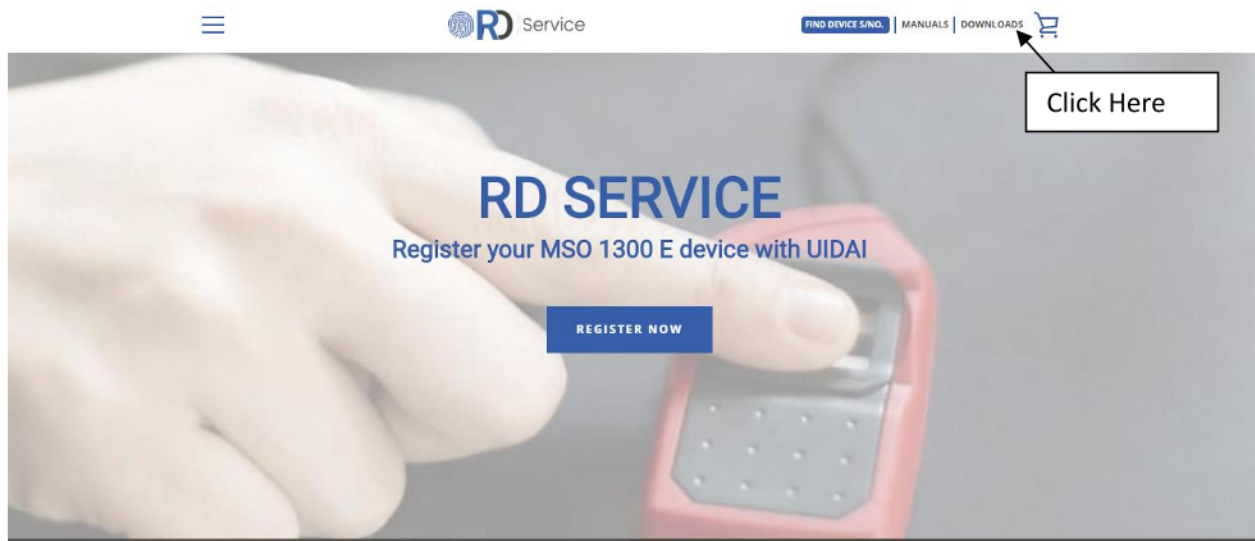 RD Service
FIND DEVICE S/NO. | MANUALS | DOWNLOADS
Click Here
RD SERVICE
Register your MSO 1300 E device with UIDAI
REGISTER NOW